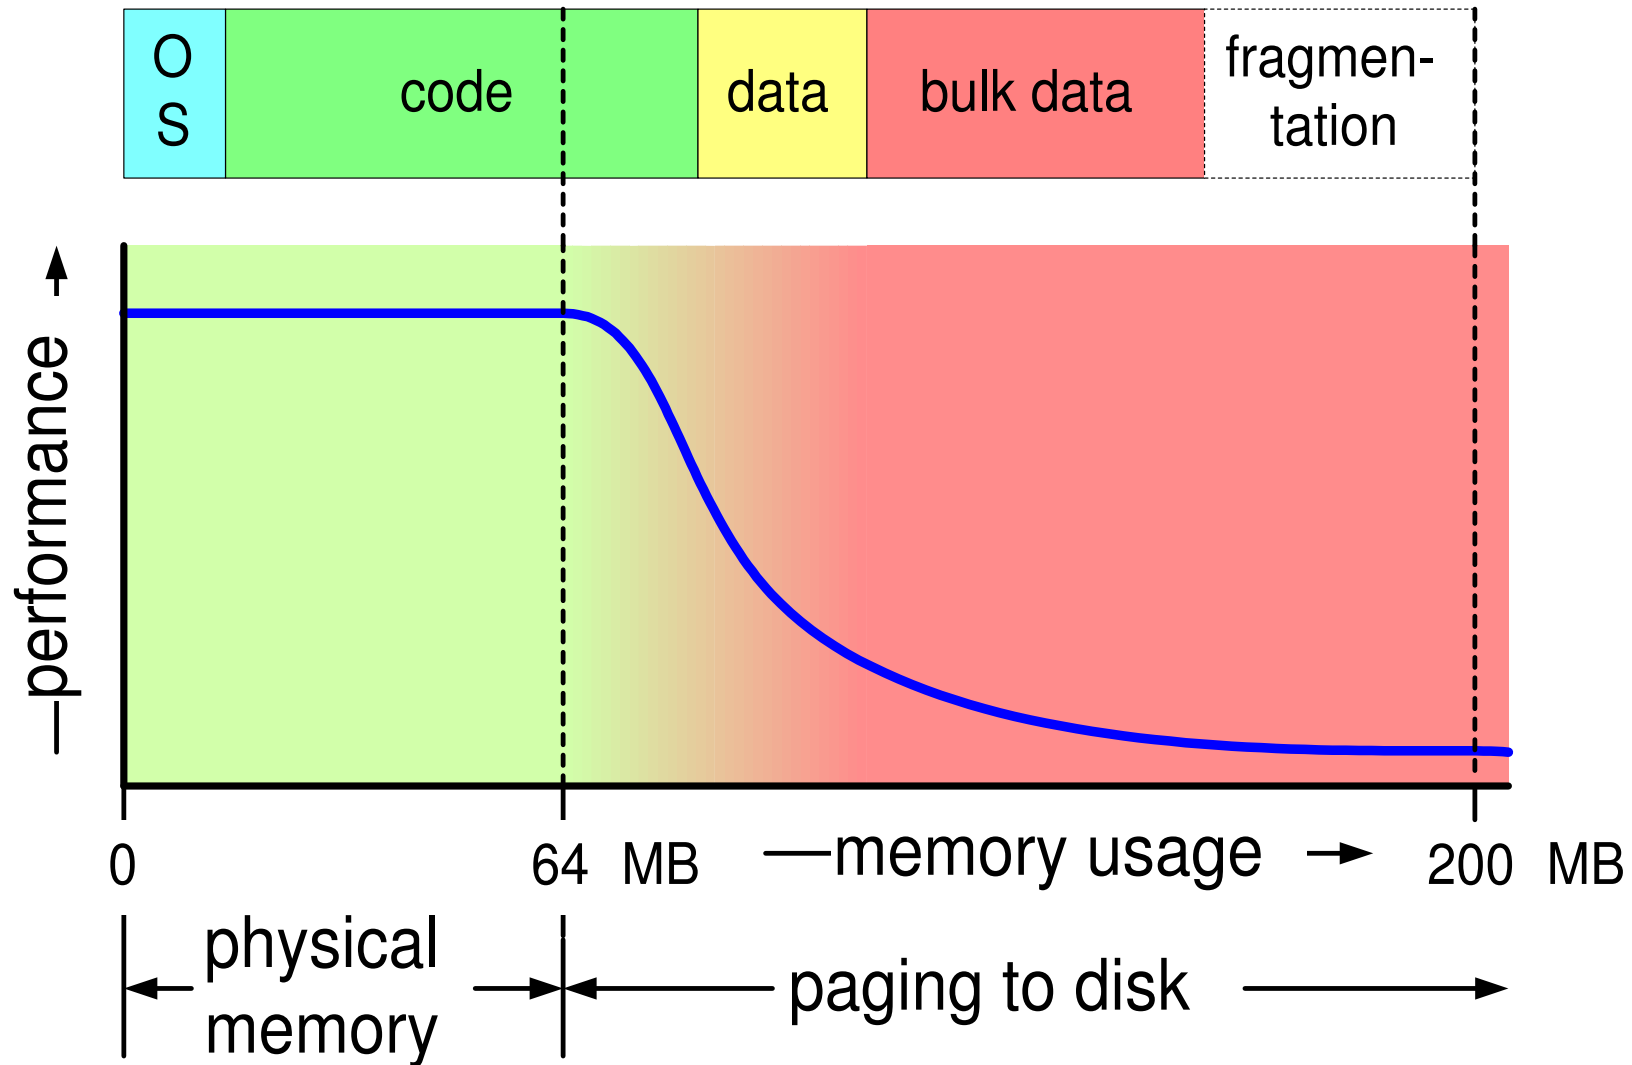 O
S
code
data
bulk data
fragmen-
tation
performance
0
64 MB
memory usage
200 MB
physical
memory
paging to disk